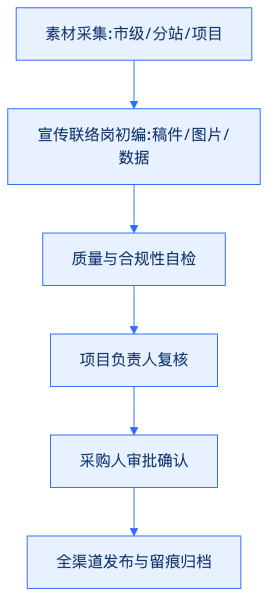 素材采集:市级/分站/项目
宣传联络岗初编:稿件/图片/
数据
质量与合规性自检
项目负责人复核
采购人审批确认
全渠道发布与留痕归档